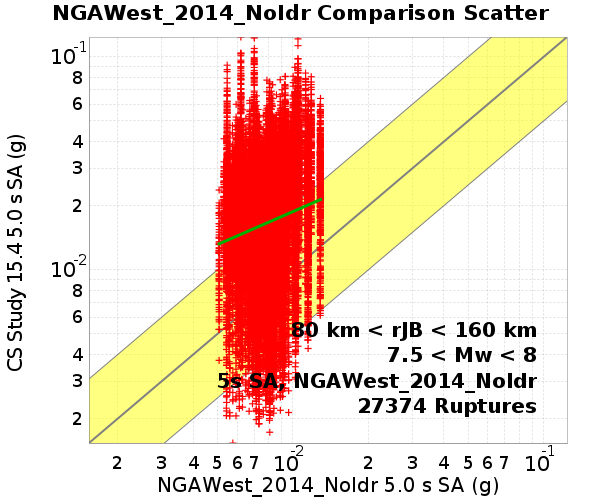 NGAWest_2014_NoIdr Comparison Scatter
CS Study 15.4 5.0 s SA (g)
10-1
8
6
4
3
2
10-2
8
6
4
3
2
80 km < rJB < 160 km
7.5 < Mw < 8
5s SA, NGAWest_2014_NoIdr
27374 Ruptures
2 3 4 5 6 7 10-2 2 3 4 5 6 7 10-1
NGAWest_2014_NoIdr 5.0 s SA (g)